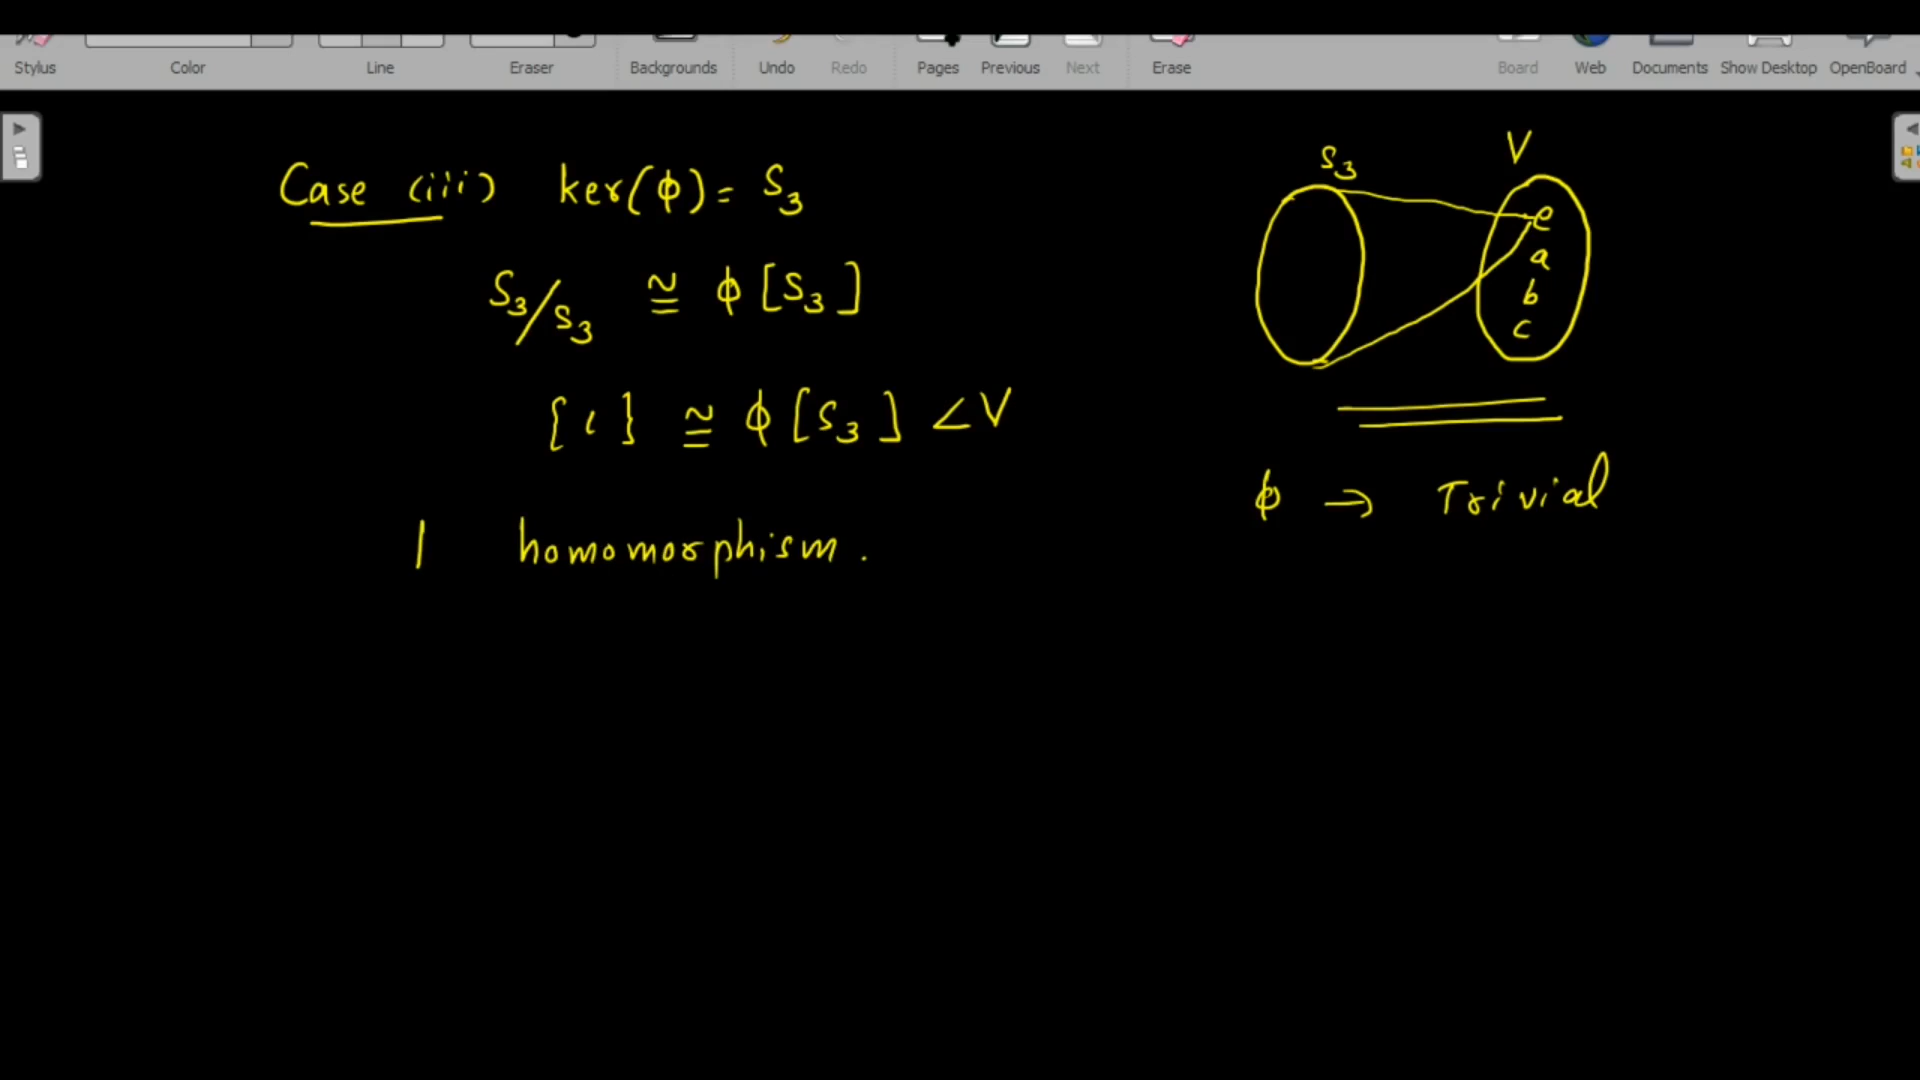 Stylus Color Line Eraser Backgrounds Undo Redo Pages Previous Next Erase Board Web Documents Show Desktop OpenBoard
Case (iii) ker(ϕ) = S₃
S₃/S₃ ≅ ϕ[S₃]
{ι} ≅ ϕ[S₃] < V
1 homomorphism.
S₃ V
e
a
b
c
ϕ → Trivial